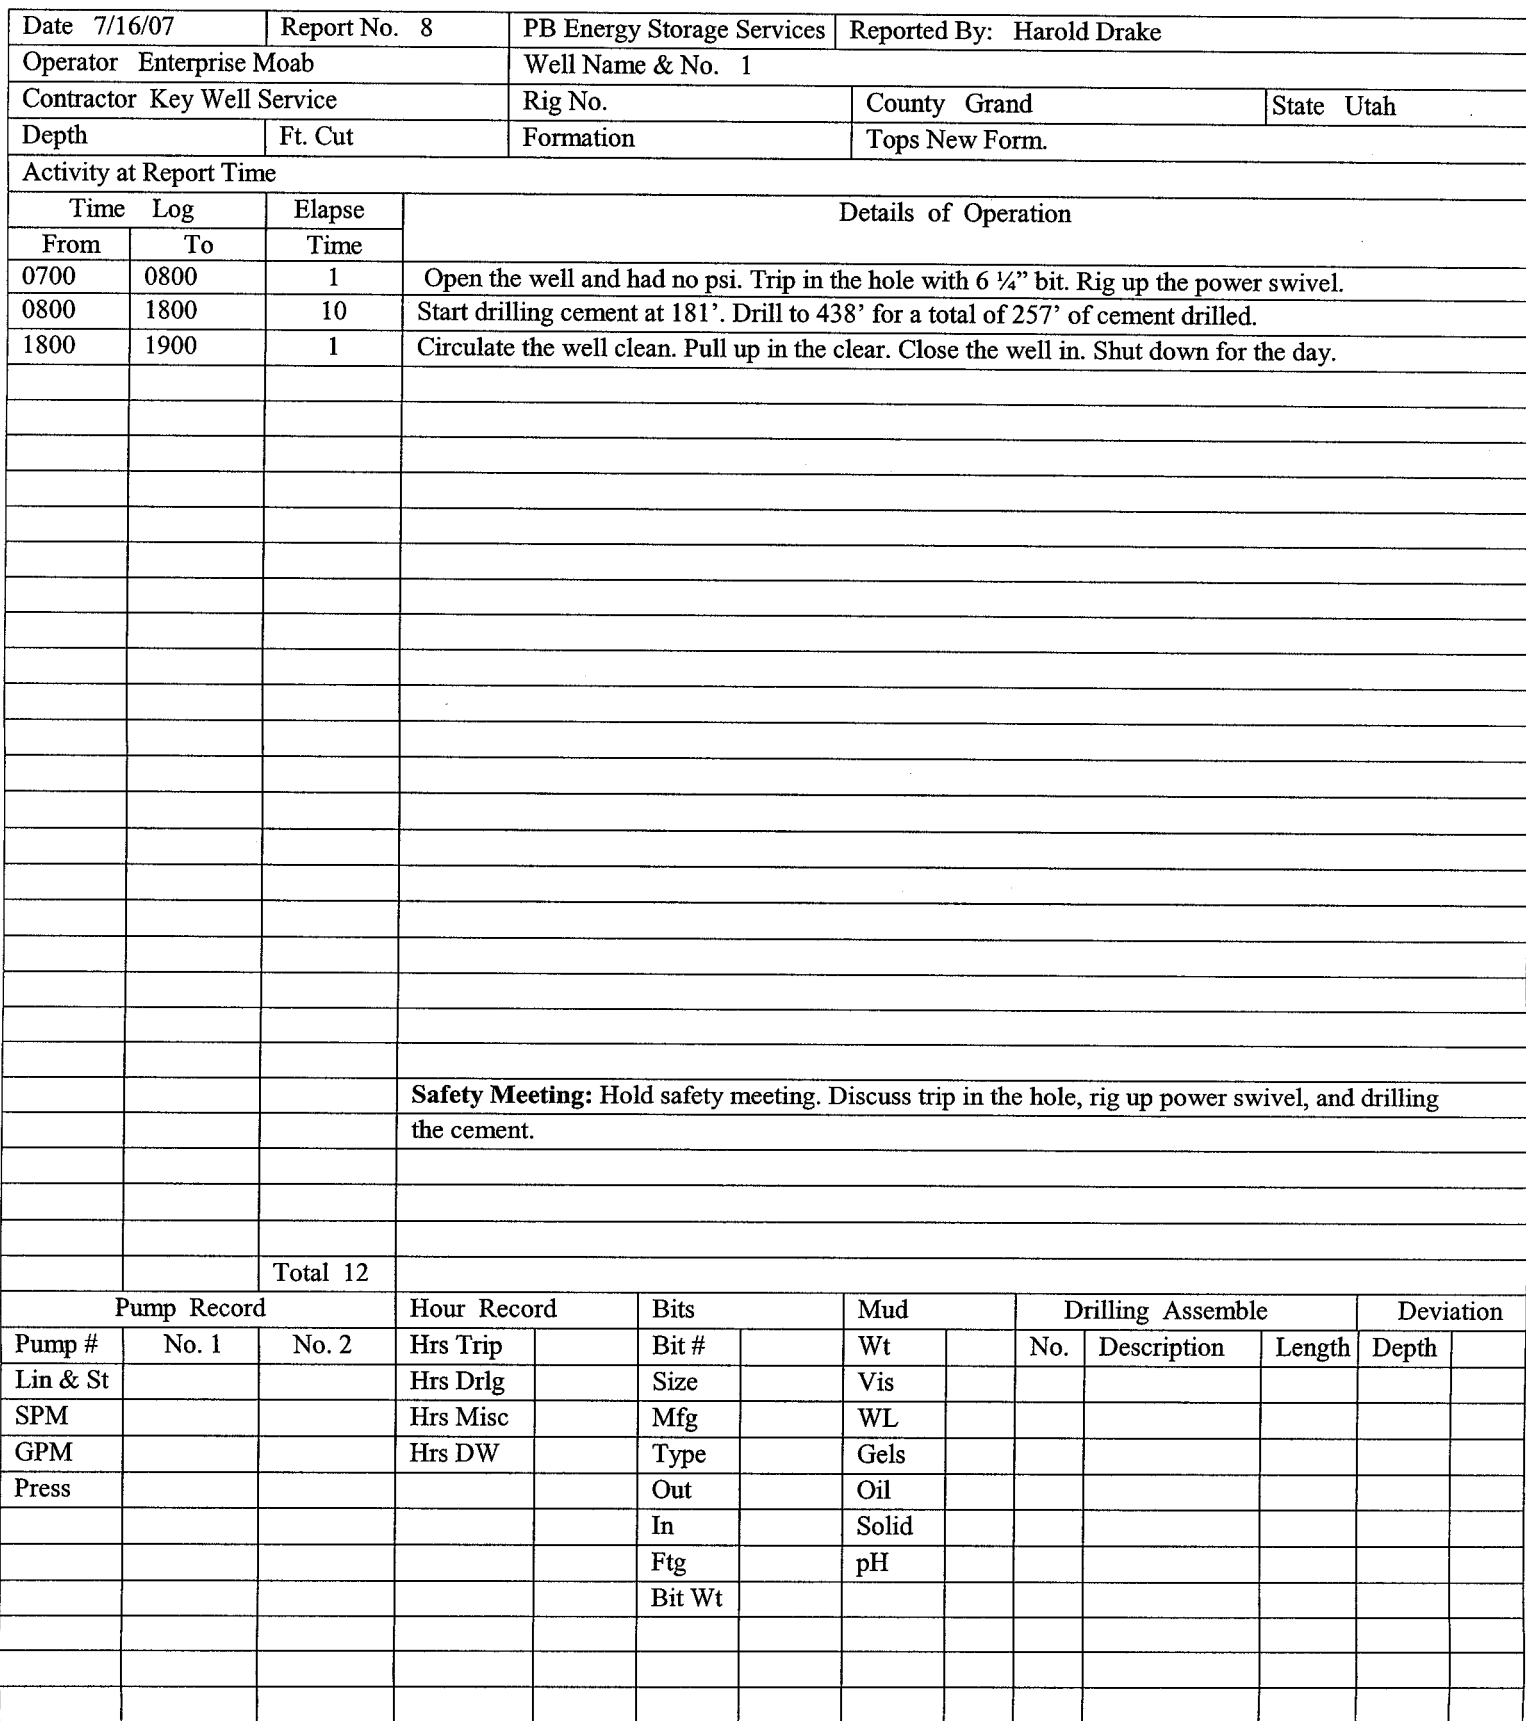 Date 7/16/07 Report No. 8 PB Energy Storage Services Reported By: Harold Drake
Operator Enterprise Moab Well Name & No. 1
Contractor Key Well Service Rig No. County Grand State Utah
Depth Ft. Cut Formation Tops New Form.
Activity at Report Time
Time Log Elapse Details of Operation
From To Time
0700 0800 1 Open the well and had no psi. Trip in the hole with 6 ¼” bit. Rig up the power swivel.
0800 1800 10 Start drilling cement at 181’. Drill to 438’ for a total of 257’ of cement drilled.
1800 1900 1 Circulate the well clean. Pull up in the clear. Close the well in. Shut down for the day.
Safety Meeting: Hold safety meeting. Discuss trip in the hole, rig up power swivel, and drilling
the cement.
Total 12
Pump Record Hour Record Bits Mud Drilling Assemble Deviation
Pump # No. 1 No. 2 Hrs Trip Bit # Wt No. Description Length Depth
Lin & St Hrs Drlg Size Vis
SPM Hrs Misc Mfg WL
GPM Hrs DW Type Gels
Press Out Oil
In Solid
Ftg pH
Bit Wt